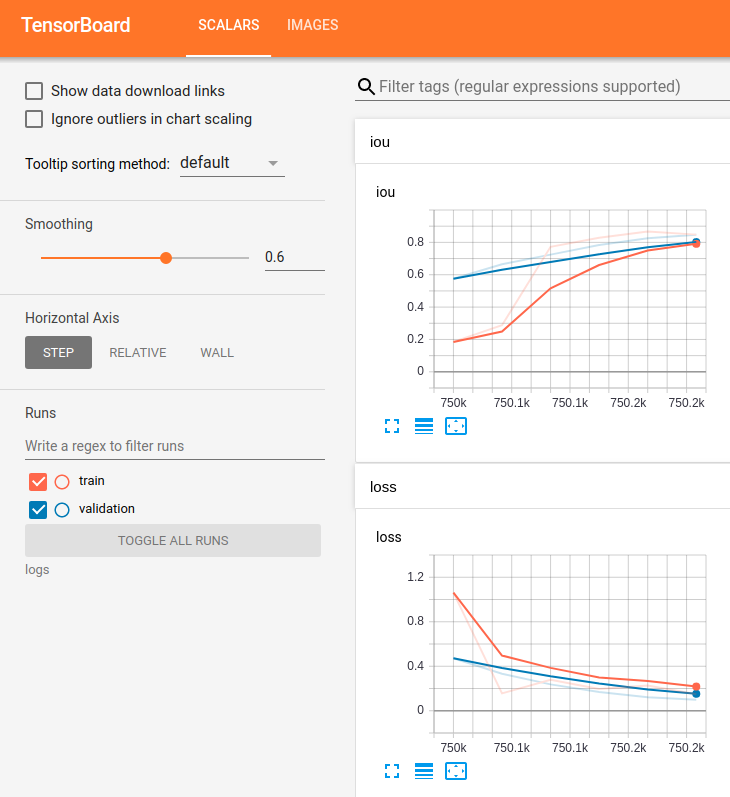 TensorBoard SCALARS IMAGES
Show data download links
Ignore outliers in chart scaling
Tooltip sorting method: default
Smoothing
0.6
Horizontal Axis
STEP RELATIVE WALL
Runs
Write a regex to filter runs
train
validation
TOGGLE ALL RUNS
logs
Filter tags (regular expressions supported)
iou
iou
0.8
0.6
0.4
0.2
0
750k 750.1k 750.1k 750.2k 750.2k
loss
loss
1.2
0.8
0.4
0
750k 750.1k 750.1k 750.2k 750.2k